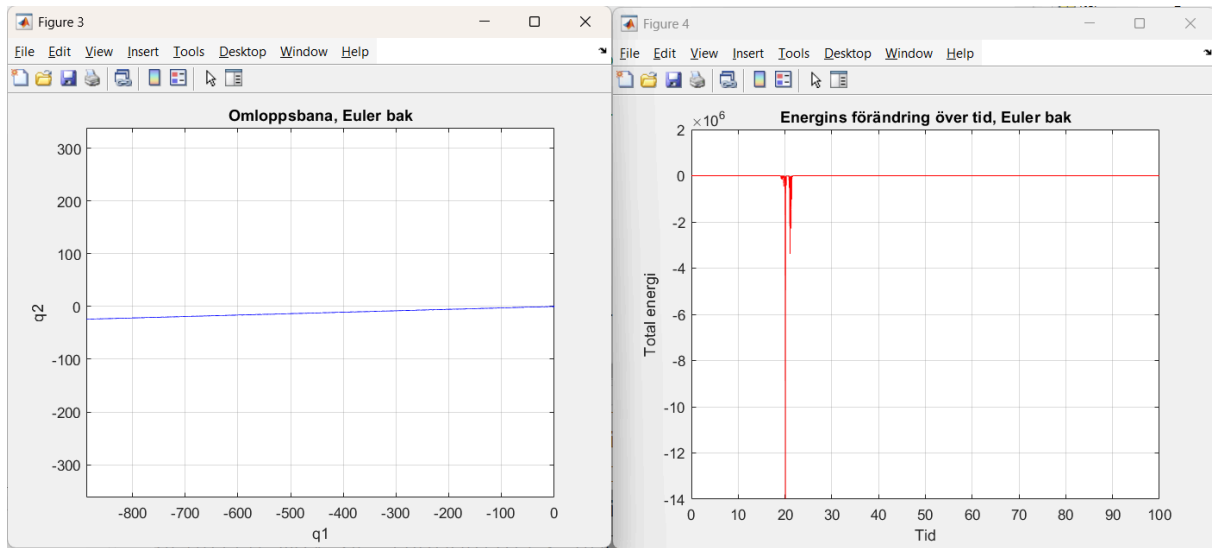 Figure 3
File Edit View Insert Tools Desktop Window Help
Omloppsbana, Euler bak
300
200
100
0
-100
-200
-300
q2
-800 -700 -600 -500 -400 -300 -200 -100 0
q1
Figure 4
File Edit View Insert Tools Desktop Window Help
×10^6
Energins förändring över tid, Euler bak
2
0
-2
-4
-6
-8
-10
-12
-14
Total energi
0 10 20 30 40 50 60 70 80 90 100
Tid